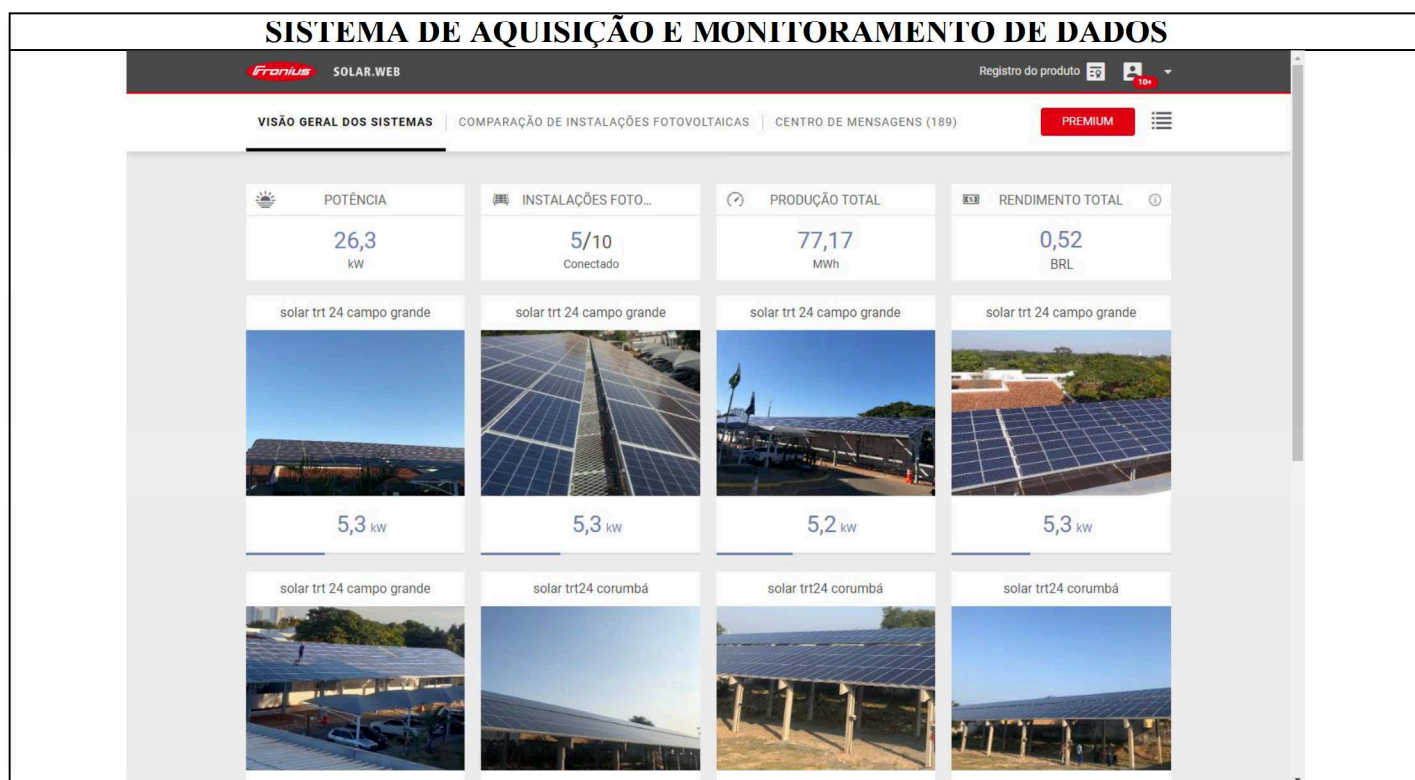 SISTEMA DE AQUISIÇÃO E MONITORAMENTO DE DADOS
Fronius SOLAR.WEB Registro do produto 10+
VISÃO GERAL DOS SISTEMAS COMPARAÇÃO DE INSTALAÇÕES FOTOVOLTAICAS CENTRO DE MENSAGENS (189) PREMIUM
POTÊNCIA INSTALAÇÕES FOTO... PRODUÇÃO TOTAL RENDIMENTO TOTAL
26,3 5/10 77,17 0,52
kW Conectado MWh BRL
solar trt 24 campo grande solar trt 24 campo grande solar trt 24 campo grande solar trt 24 campo grande
5,3 kW 5,3 kW 5,2 kW 5,3 kW
solar trt 24 campo grande solar trt24 corumbá solar trt24 corumbá solar trt24 corumbá